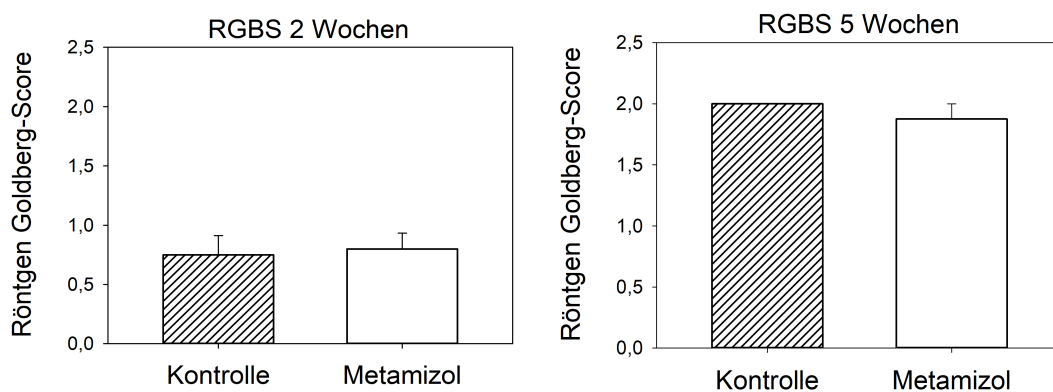 RGBS 2 Wochen
Röntgen Goldberg-Score
2,5
2,0
1,5
1,0
0,5
0,0
Kontrolle Metamizol
RGBS 5 Wochen
Röntgen Goldberg-Score
2,5
2,0
1,5
1,0
0,5
0,0
Kontrolle Metamizol